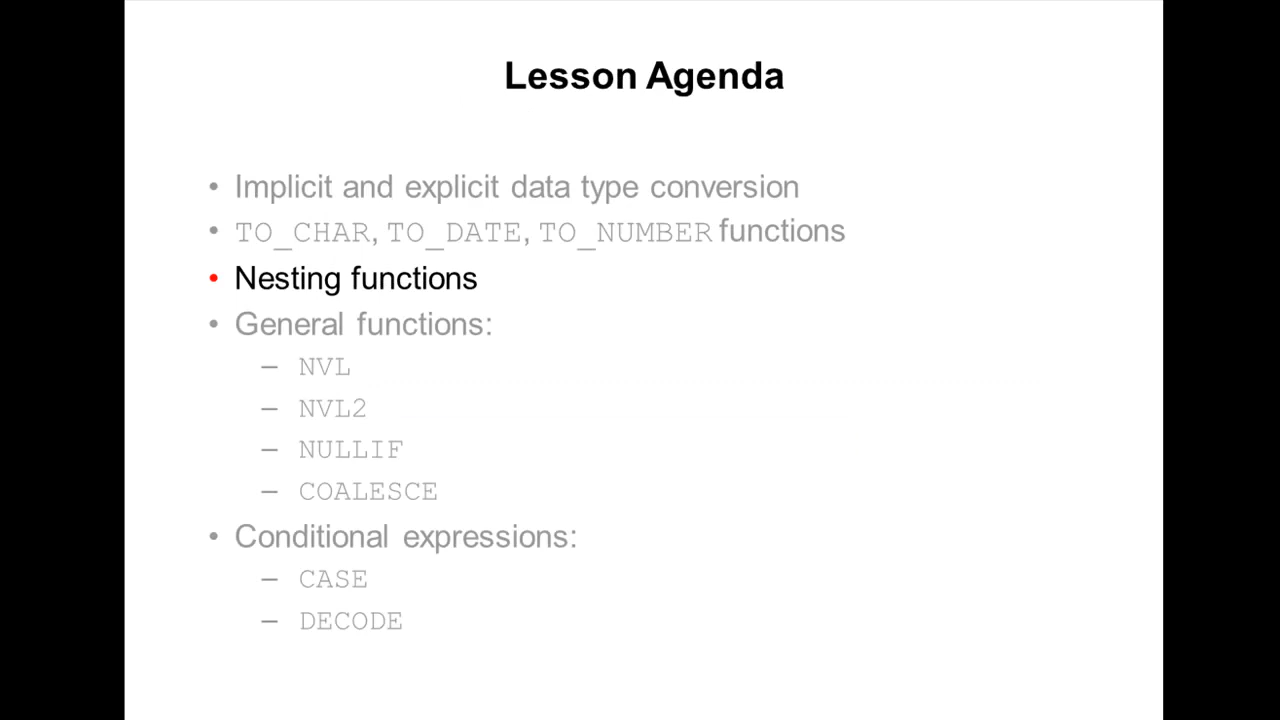 Lesson Agenda
• Implicit and explicit data type conversion
• TO_CHAR, TO_DATE, TO_NUMBER functions
• Nesting functions
• General functions:
– NVL
– NVL2
– NULLIF
– COALESCE
• Conditional expressions:
– CASE
– DECODE